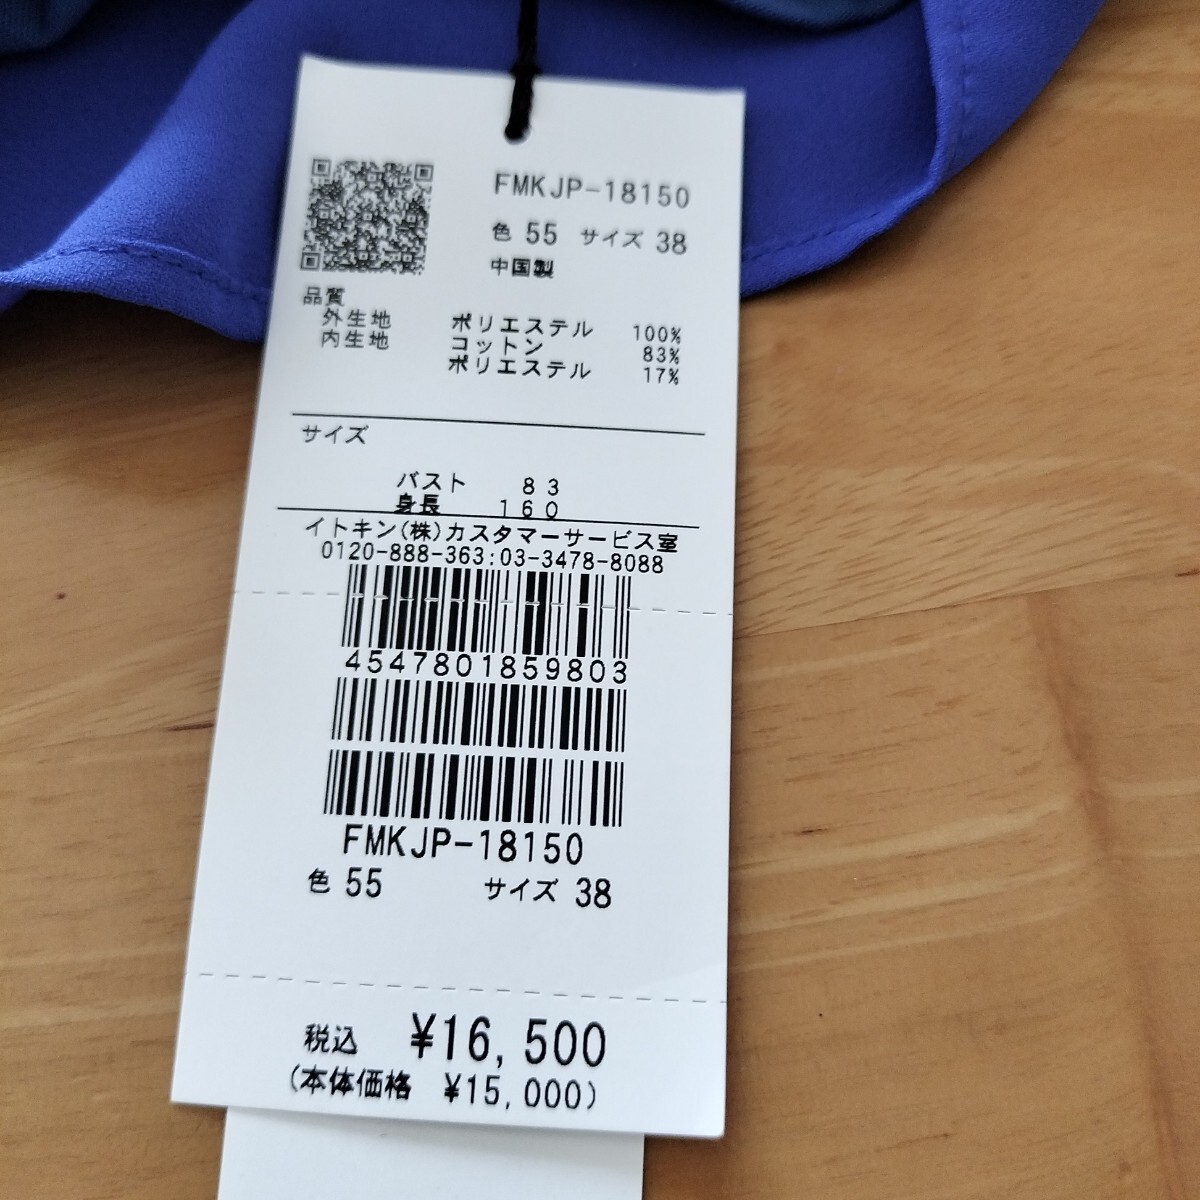 FMKJP-18150
色 55 サイズ 38
中国製
品質
外生地 ポリエステル 100%
内生地 コットン 83%
ポリエステル 17%
サイズ
バスト 83
身長 160
イトキン(株)カスタマーサービス室
0120-888-363:03-3478-8088
4547801859803
FMKJP-18150
色 55 サイズ 38
税込 ¥16,500
(本体価格 ¥15,000)